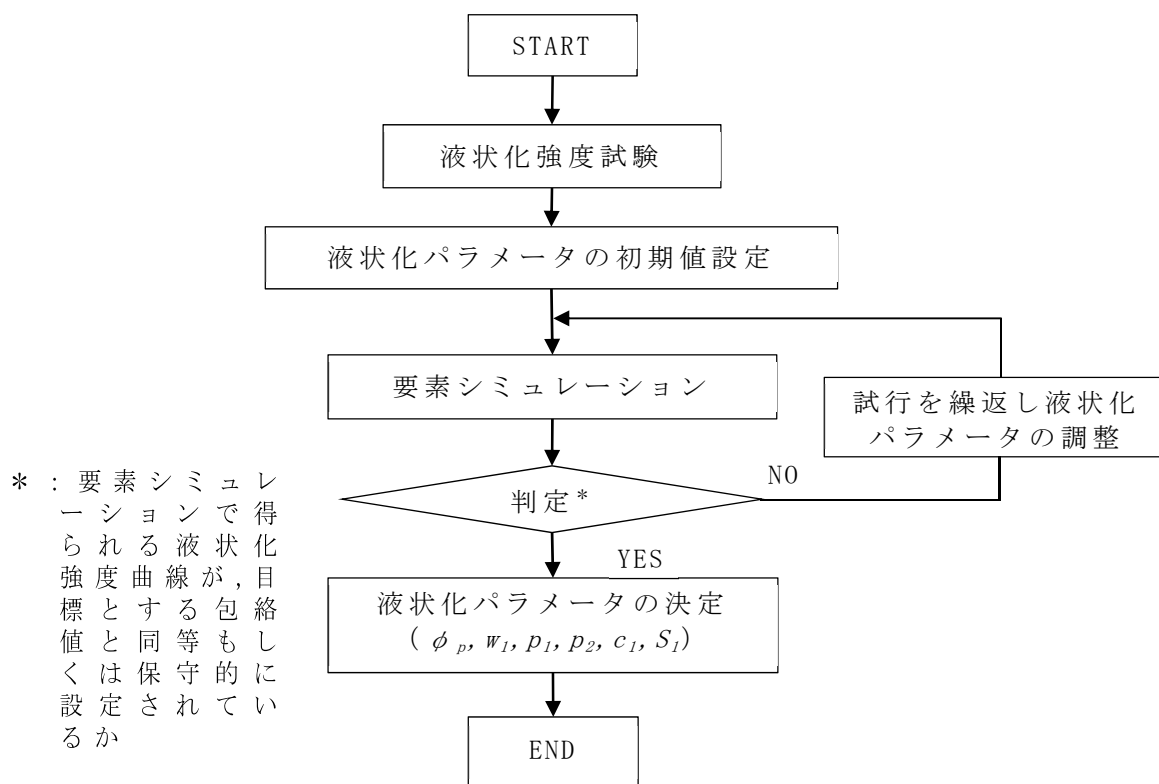 START
液状化強度試験
液状化パラメータの初期値設定
要素シミュレーション
試行を繰返し液状化
パラメータの調整
判定*
NO
YES
液状化パラメータの決定
(φp, w1, p1, p2, c1, S1)
END
*：要素シミュレ
ーションで得
られる液状化
強度曲線が,目
標とする包絡
値と同等もし
くは保守的に
設定されてい
るか